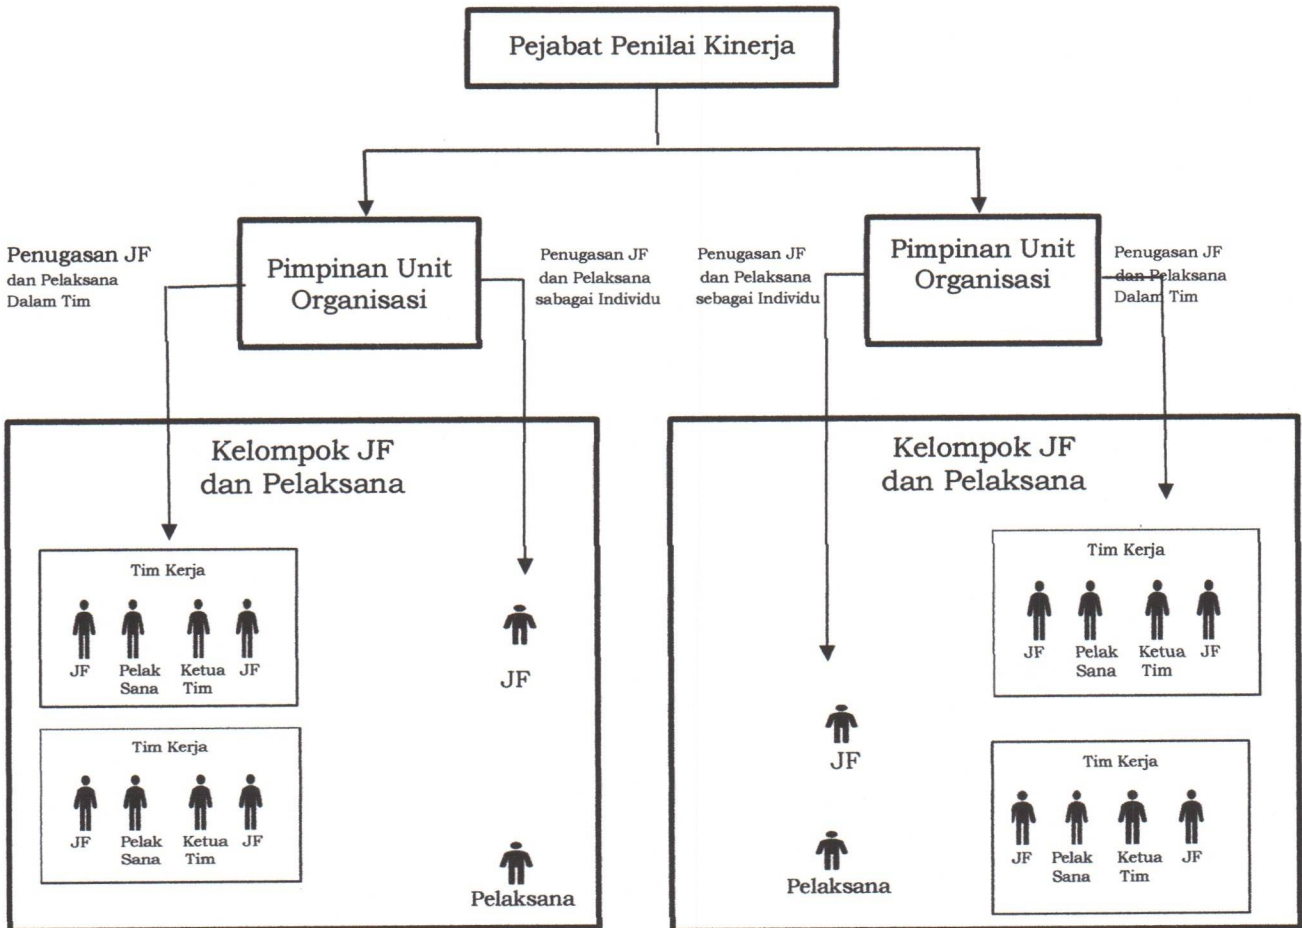 Pejabat Penilai Kinerja
Penugasan JF
dan Pelaksana
Dalam Tim
Pimpinan Unit
Organisasi
Penugasan JF
dan Pelaksana
sabagai Individu
Penugasan JF
dan Pelaksana
sebagai Individu
Pimpinan Unit
Organisasi
Penugasan JF
dan Pelaksana
Dalam Tim
Kelompok JF
dan Pelaksana
Tim Kerja
JF Pelak Ketua JF
Sana Tim
JF
Tim Kerja
JF Pelak Ketua JF
Sana Tim
Pelaksana
Kelompok JF
dan Pelaksana
Tim Kerja
JF Pelak Ketua JF
Sana Tim
JF
Tim Kerja
JF Pelak Ketua JF
Sana Tim
Pelaksana